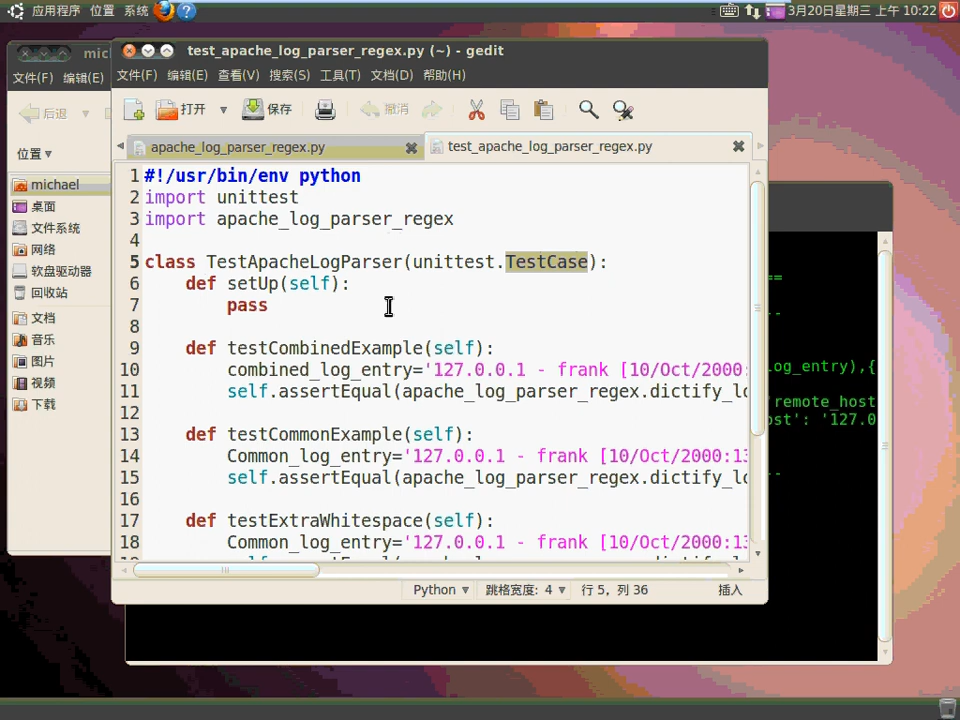 应用程序 位置 系统 3月20日星期三 上午 10:22
mich
文件(F) 编辑(E)
后退
位置
michael
桌面
文件系统
网络
软盘驱动器
回收站
文档
音乐
图片
视频
下载
test_apache_log_parser_regex.py (~) - gedit
文件(F) 编辑(E) 查看(V) 搜索(S) 工具(T) 文档(D) 帮助(H)
打开 保存 撤消
apache_log_parser_regex.py test_apache_log_parser_regex.py
1 #!/usr/bin/env python
2 import unittest
3 import apache_log_parser_regex
4
5 class TestApacheLogParser(unittest.TestCase):
6 def setUp(self):
7 pass
8
9 def testCombinedExample(self):
10 combined_log_entry='127.0.0.1 - frank [10/Oct/2000:
11 self.assertEqual(apache_log_parser_regex.dictify_lo
12
13 def testCommonExample(self):
14 Common_log_entry='127.0.0.1 - frank [10/Oct/2000:13
15 self.assertEqual(apache_log_parser_regex.dictify_lo
16
17 def testExtraWhitespace(self):
18 Common_log_entry='127.0.0.1 - frank [10/Oct/2000:13
Python 跳格宽度: 4 行 5, 列 36 插入
==
--
log_entry),{
'remote_host
ost': '127.0
--